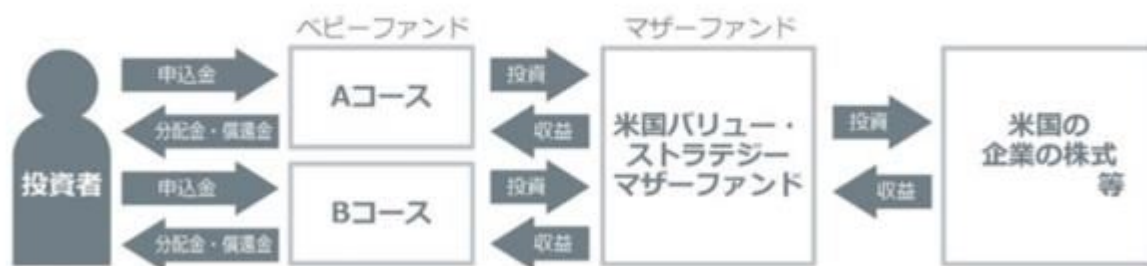 ベビーファンド
マザーファンド
投資者
申込金
分配金・償還金
申込金
分配金・償還金
Aコース
Bコース
投資
収益
投資
収益
米国バリュー・
ストラテジー
マザーファンド
投資
収益
米国の
企業の株式
等